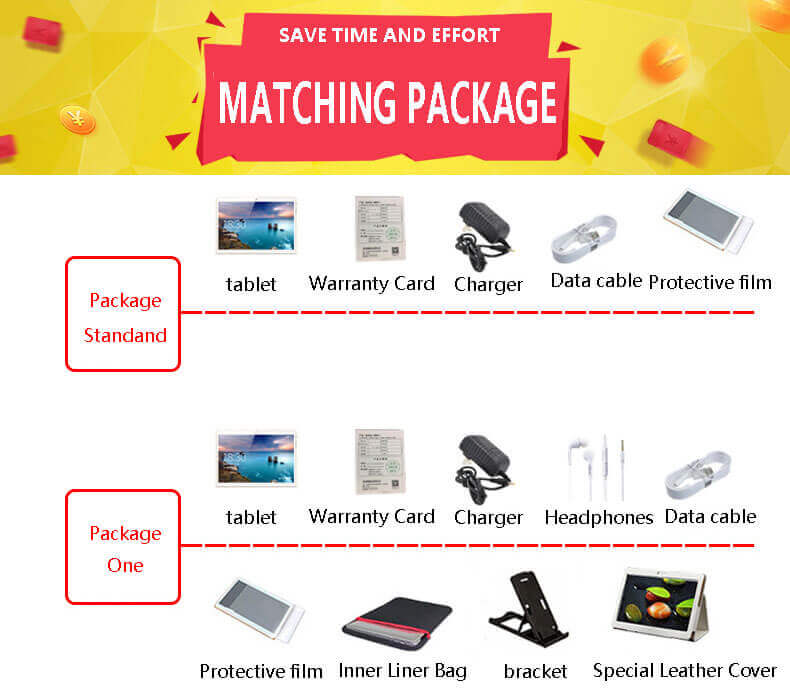 SAVE TIME AND EFFORT
MATCHING PACKAGE
tablet
Warranty Card
Charger
Data cable
Protective film
Package
Standand
tablet
Warranty Card
Charger
Headphones
Data cable
Package
One
Protective film
Inner Liner Bag
bracket
Special Leather Cover